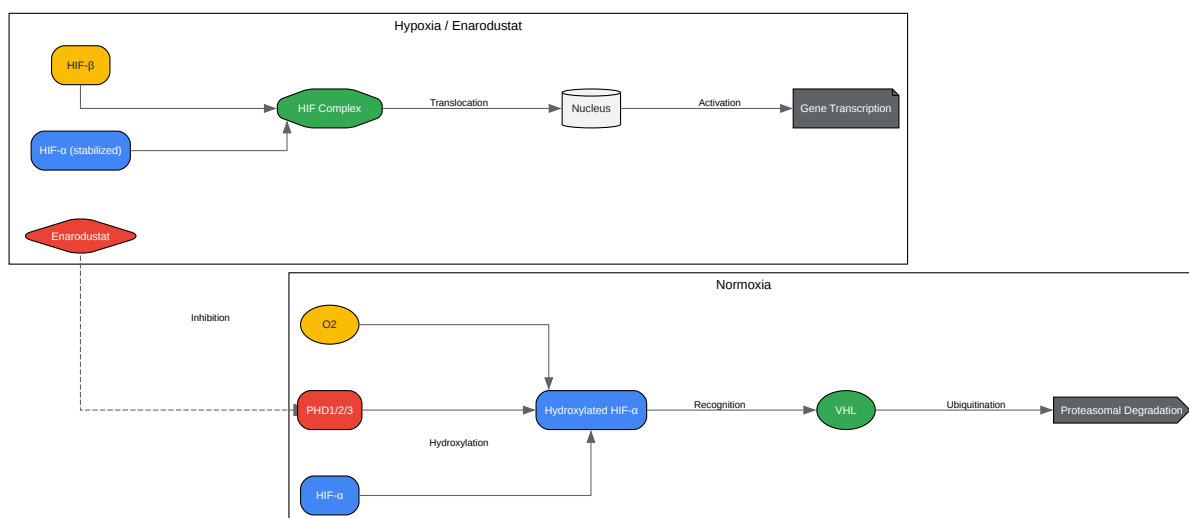 Hypoxia / Enarodustat
HIF-β
HIF Complex
Translocation
Nucleus
Activation
Gene Transcription
HIF-α (stabilized)
Enarodustat
Inhibition
Normoxia
O2
PHD1/2/3
Hydroxylation
Hydroxylated HIF-α
Recognition
VHL
Ubiquitination
Proteasomal Degradation
HIF-α